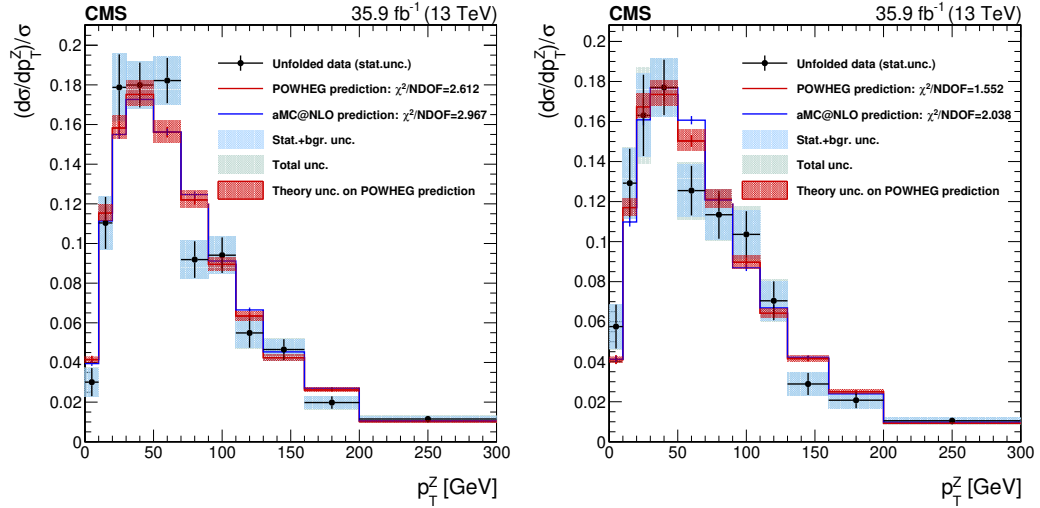 CMS
35.9 fb⁻¹ (13 TeV)
(dσ/dp_T^Z)/σ
0.2
0.18
0.16
0.14
0.12
0.1
0.08
0.06
0.04
0.02
0
Unfolded data (stat.unc.)
POWHEG prediction: χ²/NDOF=2.612
aMC@NLO prediction: χ²/NDOF=2.967
Stat.+bgr. unc.
Total unc.
Theory unc. on POWHEG prediction
0 50 100 150 200 250 300
p_T^Z [GeV]
CMS
35.9 fb⁻¹ (13 TeV)
(dσ/dp_T^Z)/σ
0.2
0.18
0.16
0.14
0.12
0.1
0.08
0.06
0.04
0.02
0
Unfolded data (stat.unc.)
POWHEG prediction: χ²/NDOF=1.552
aMC@NLO prediction: χ²/NDOF=2.038
Stat.+bgr. unc.
Total unc.
Theory unc. on POWHEG prediction
0 50 100 150 200 250 300
p_T^Z [GeV]